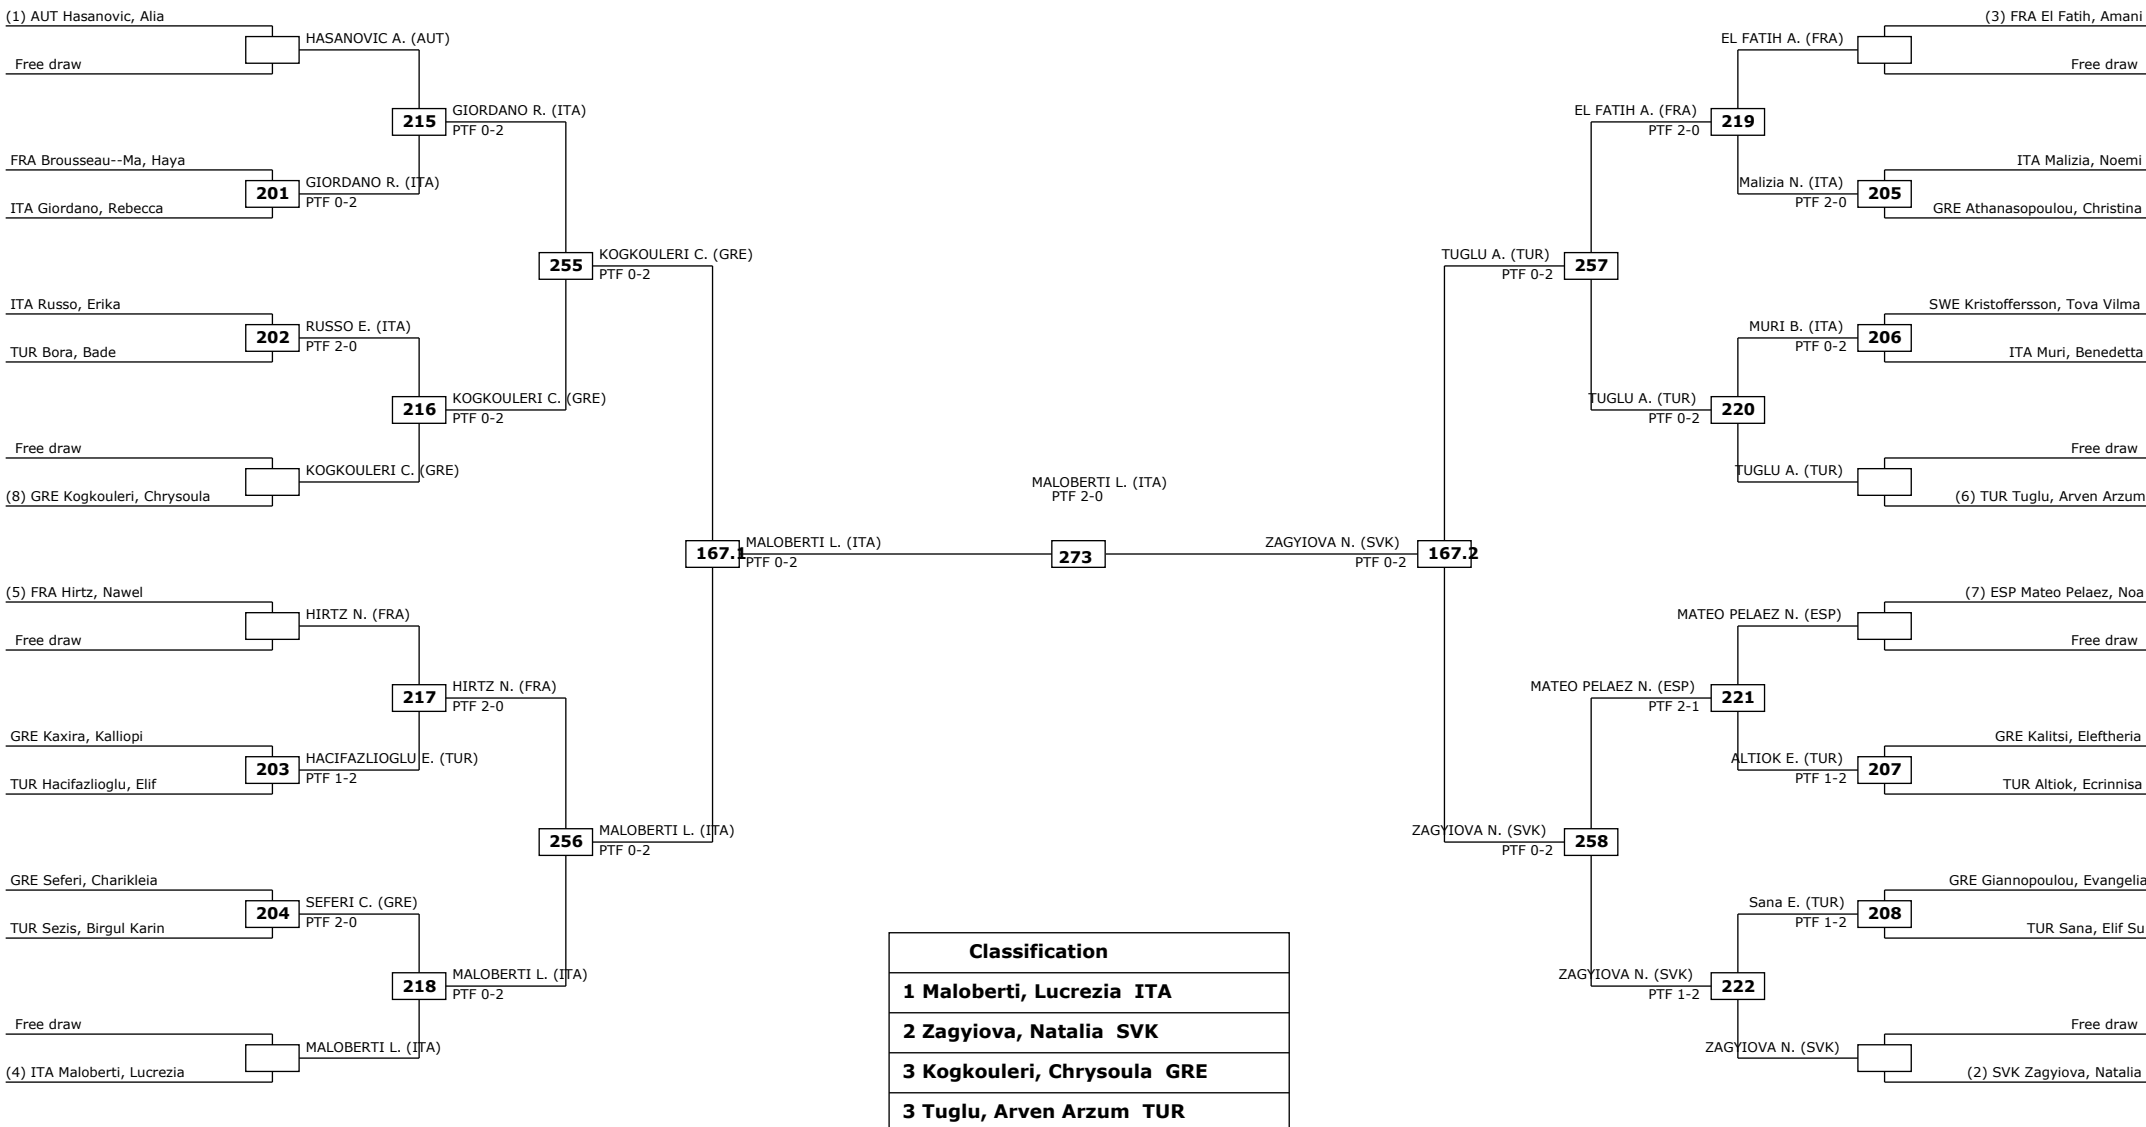 (1) AUT Hasanovic, Alia
HASANOVIC A. (AUT)
Free draw
215
GIORDANO R. (ITA)
PTF 0-2
FRA Brousseau--Ma, Haya
201
GIORDANO R. (ITA)
PTF 0-2
ITA Giordano, Rebecca
255
KOGKOULERI C. (GRE)
PTF 0-2
ITA Russo, Erika
202
RUSSO E. (ITA)
PTF 2-0
TUR Bora, Bade
216
KOGKOULERI C. (GRE)
PTF 0-2
Free draw
KOGKOULERI C. (GRE)
(8) GRE Kogkouleri, Chrysoula
167.1
MALOBERTI L. (ITA)
PTF 0-2
(5) FRA Hirtz, Nawel
HIRTZ N. (FRA)
Free draw
217
HIRTZ N. (FRA)
PTF 2-0
GRE Kaxira, Kalliopi
203
HACIFAZLIOGLU E. (TUR)
PTF 1-2
TUR Hacifazlioglu, Elif
256
MALOBERTI L. (ITA)
PTF 0-2
GRE Seferi, Charikleia
204
SEFERI C. (GRE)
PTF 2-0
TUR Sezis, Birgul Karin
218
MALOBERTI L. (ITA)
PTF 0-2
Free draw
MALOBERTI L. (ITA)
(4) ITA Maloberti, Lucrezia
MALOBERTI L. (ITA)
PTF 2-0
273
(3) FRA El Fatih, Amani
EL FATIH A. (FRA)
Free draw
EL FATIH A. (FRA)
PTF 2-0
219
ITA Malizia, Noemi
Malizia N. (ITA)
PTF 2-0
205
GRE Athanasopoulou, Christina
TUGLU A. (TUR)
PTF 0-2
257
SWE Kristoffersson, Tova Vilma
MURI B. (ITA)
PTF 0-2
206
ITA Muri, Benedetta
TUGLU A. (TUR)
PTF 0-2
220
Free draw
TUGLU A. (TUR)
(6) TUR Tuglu, Arven Arzum
ZAGYIOVA N. (SVK)
PTF 0-2
167.2
(7) ESP Mateo Pelaez, Noa
MATEO PELAEZ N. (ESP)
Free draw
MATEO PELAEZ N. (ESP)
PTF 2-1
221
GRE Kalitsi, Eleftheria
ALTIOK E. (TUR)
PTF 1-2
207
TUR Altiok, Ecrinnisa
ZAGYIOVA N. (SVK)
PTF 0-2
258
GRE Giannopoulou, Evangelia
Sana E. (TUR)
PTF 1-2
208
TUR Sana, Elif Su
ZAGYIOVA N. (SVK)
PTF 1-2
222
Free draw
ZAGYIOVA N. (SVK)
(2) SVK Zagyiova, Natalia
Classification
1 Maloberti, Lucrezia ITA
2 Zagyiova, Natalia SVK
3 Kogkouleri, Chrysoula GRE
3 Tuglu, Arven Arzum TUR